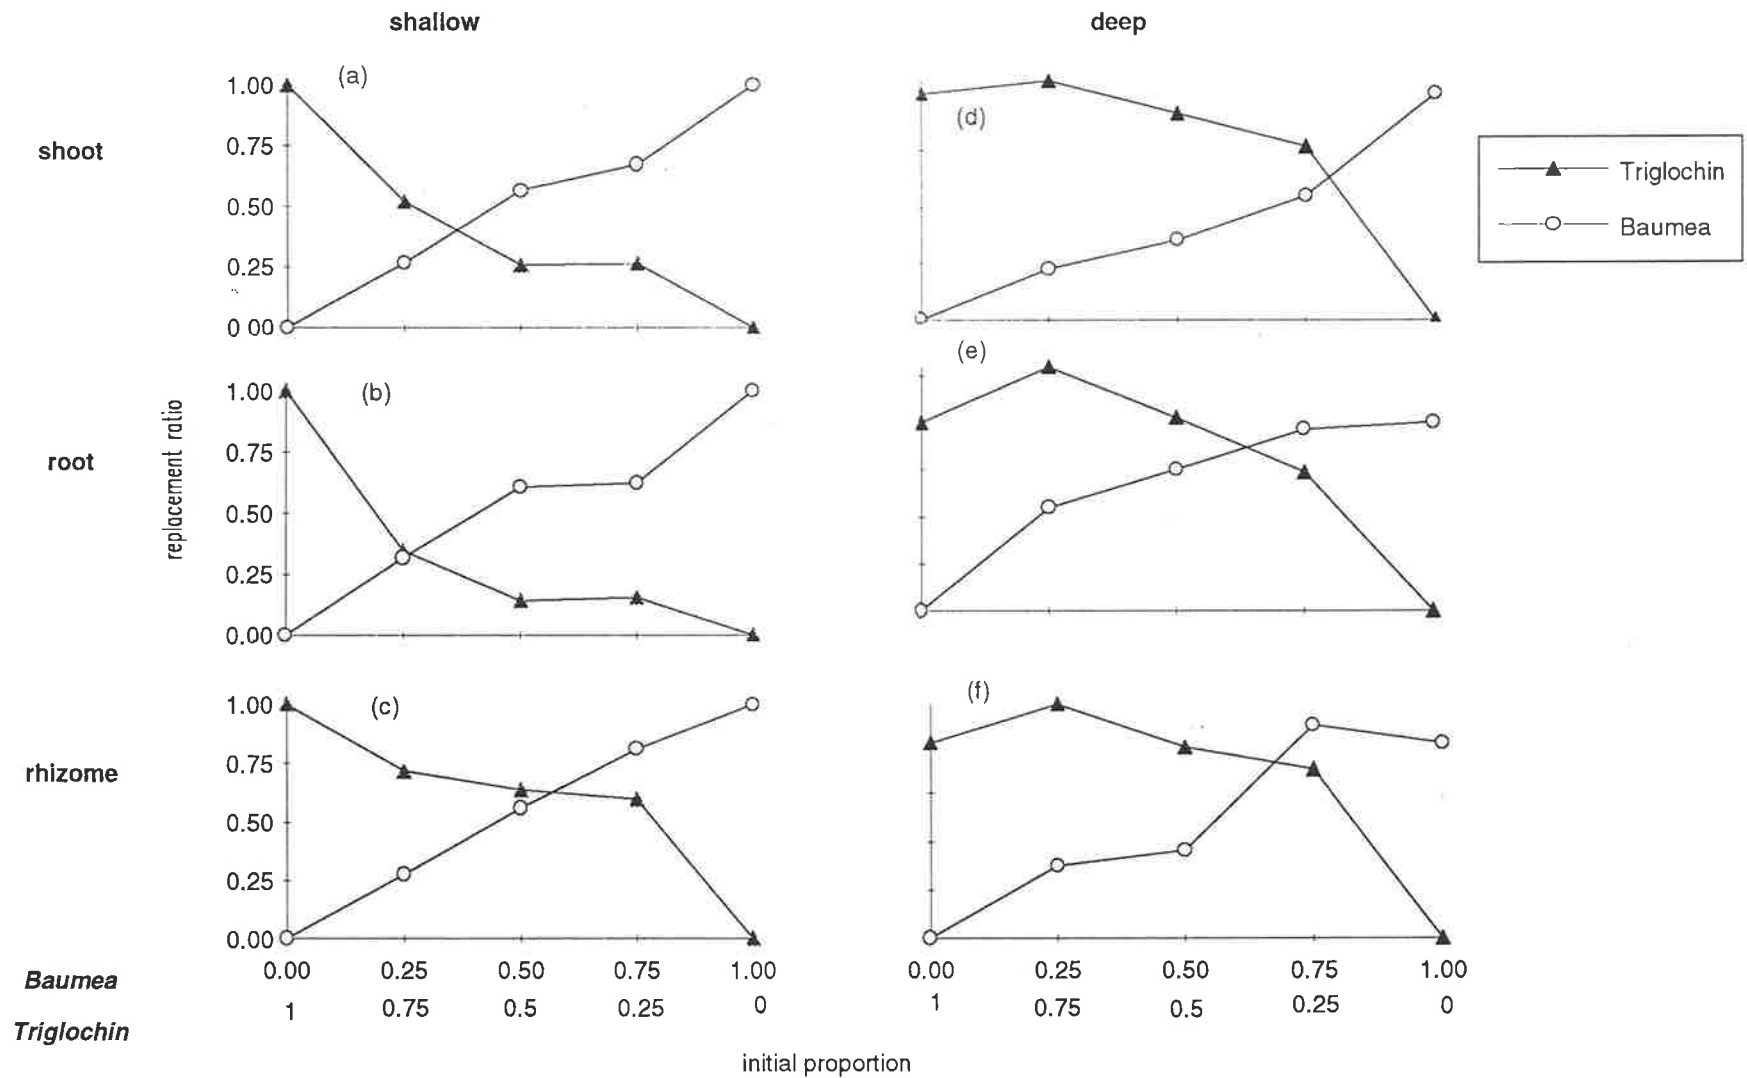 shallow deep
(a)
(d)
shoot
1.00
0.75
0.50
0.25
0 00
Triglochin
Baumea
(b)
(e)
root
replacement ratio
1.00
0.75
0.50
0.25
0.00
(c)
(f)
rhizome
1.00
0.75
0.50
0.25
0.00
Baumea 0.00 0.25 0.50 0.75 1.00 0.00 0.25 0.50 0.75 1.00
Triglochin 1 0.75 0.5 0.25 0 1 0.75 0.5 0.25 0
initial proportion